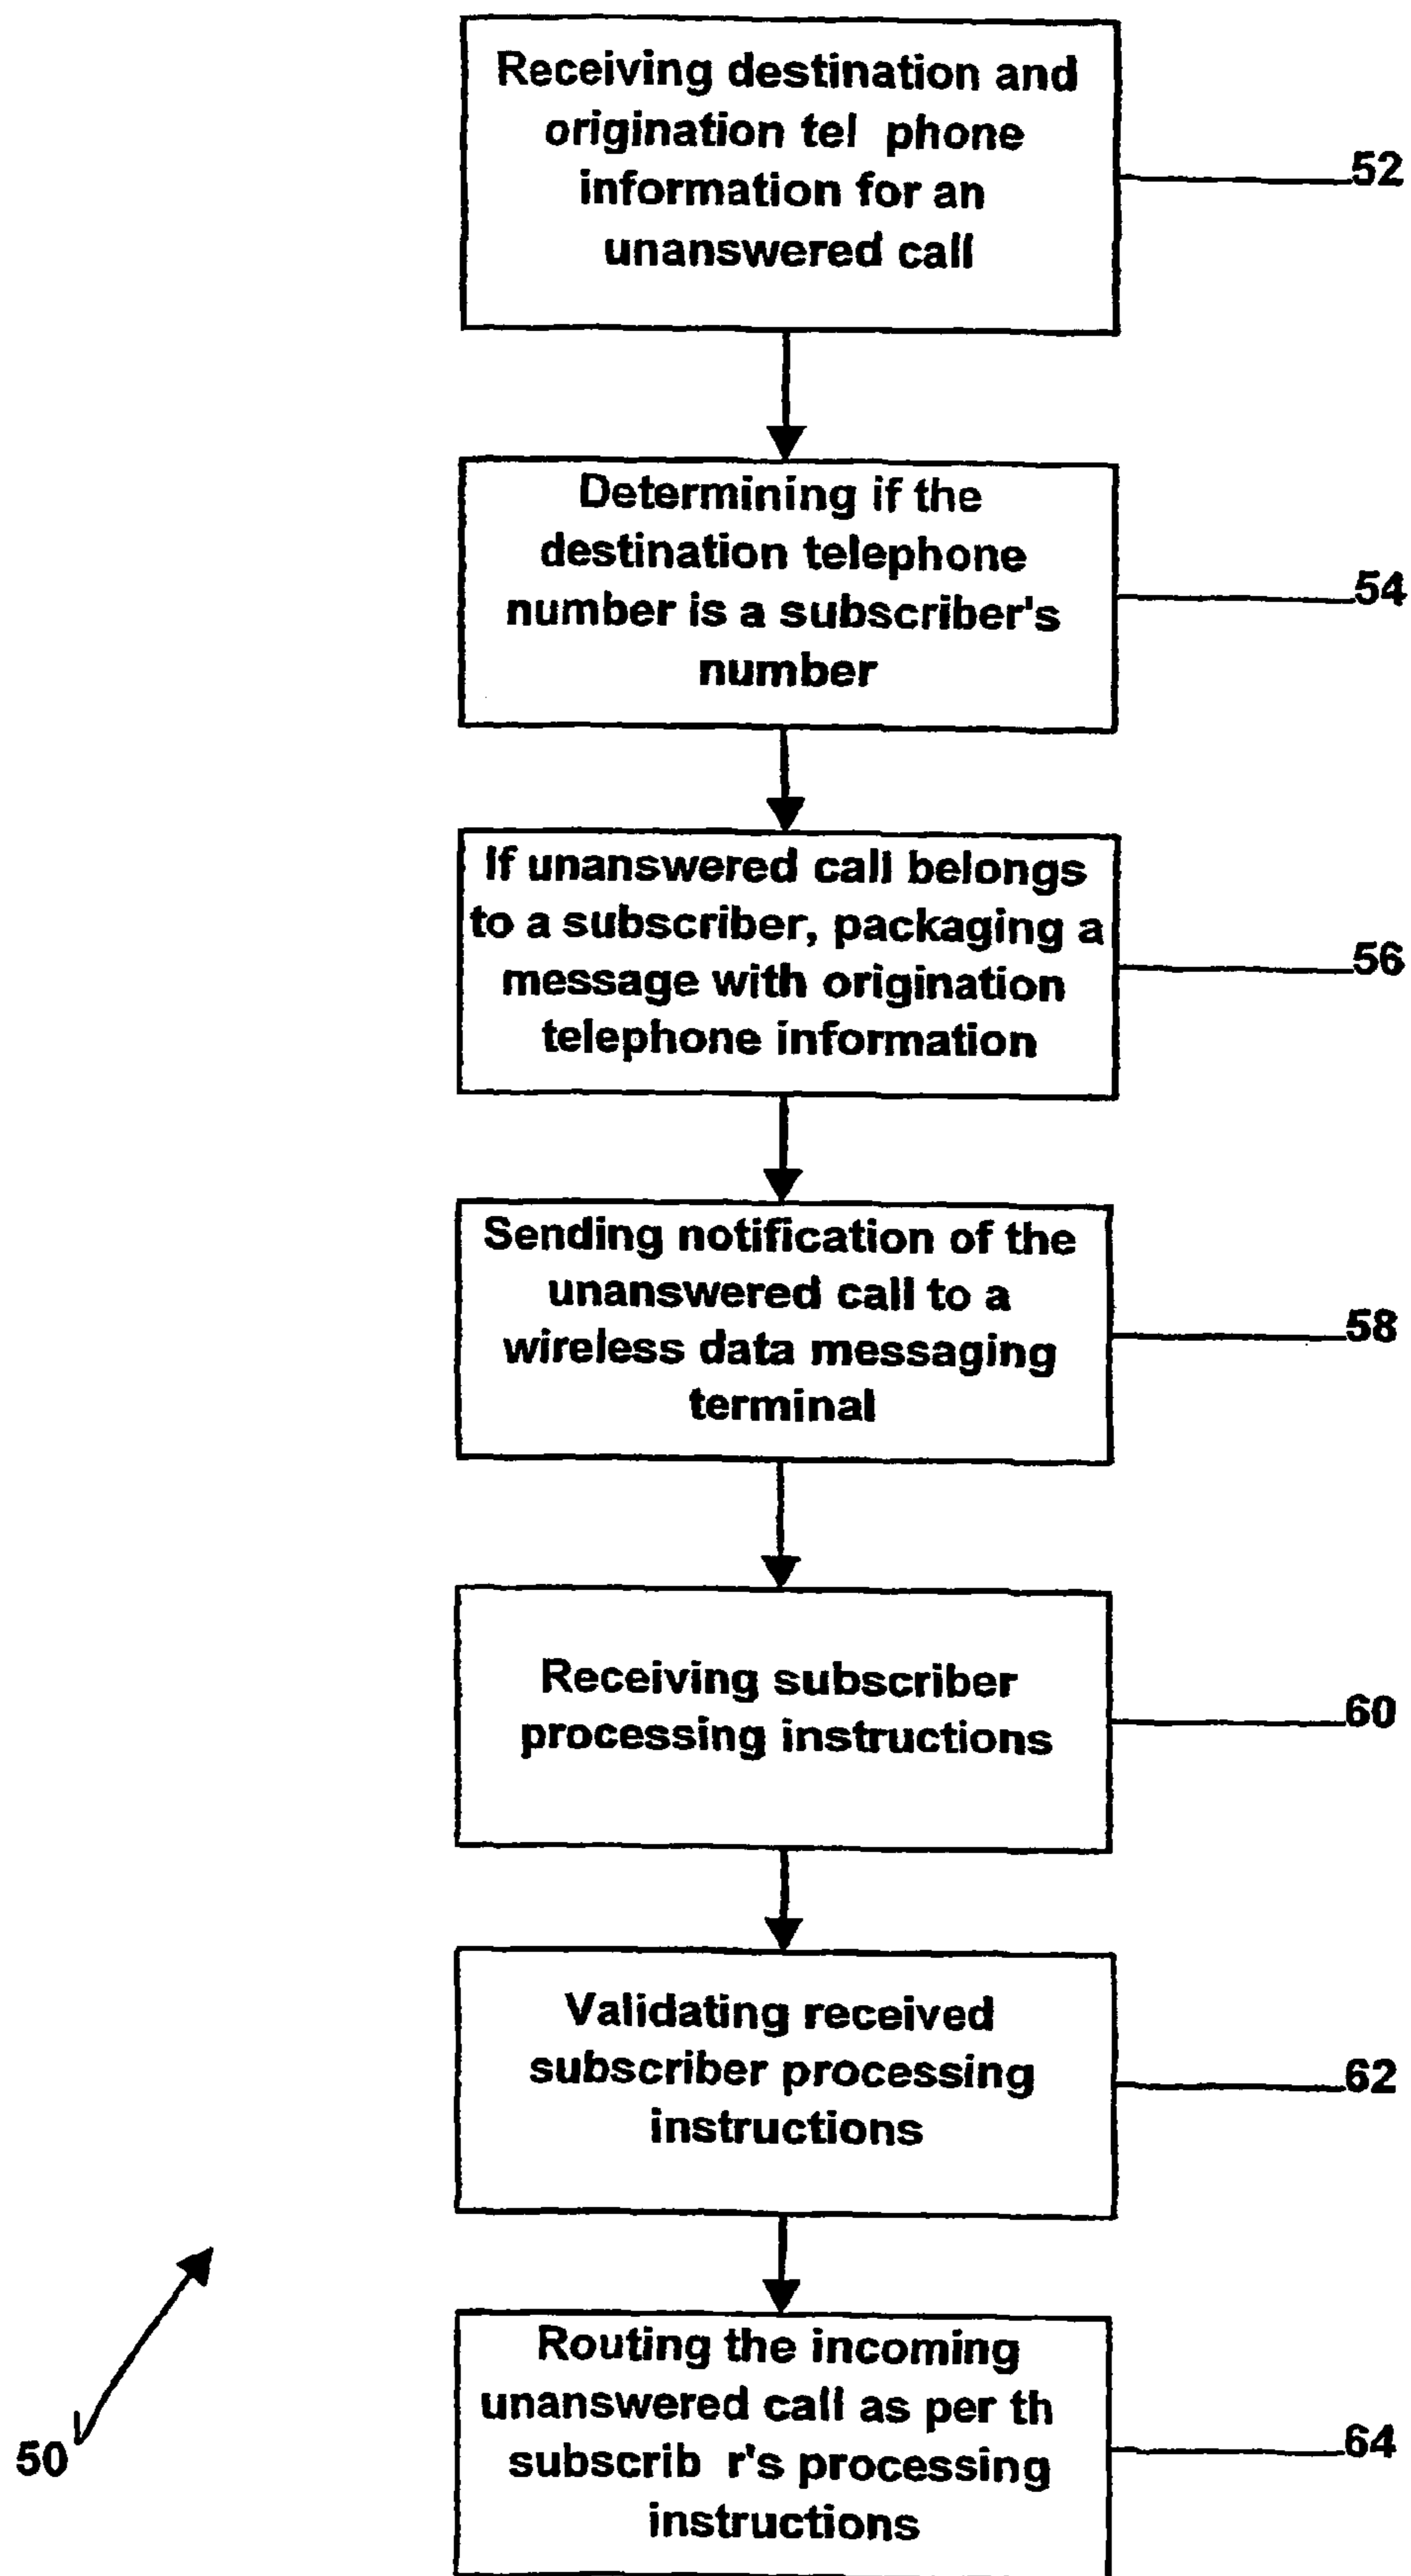 Receiving destination and
origination tel phone
information for an
unanswered call
52
Determining if the
destination telephone
number is a subscriber's
number
54
If unanswered call belongs
to a subscriber, packaging a
message with origination
telephone information
56
Sending notification of the
unanswered call to a
wireless data messaging
terminal
58
Receiving subscriber
processing instructions
60
Validating received
subscriber processing
instructions
62
Routing the incoming
unanswered call as per th
subscrib r's processing
instructions
64
50